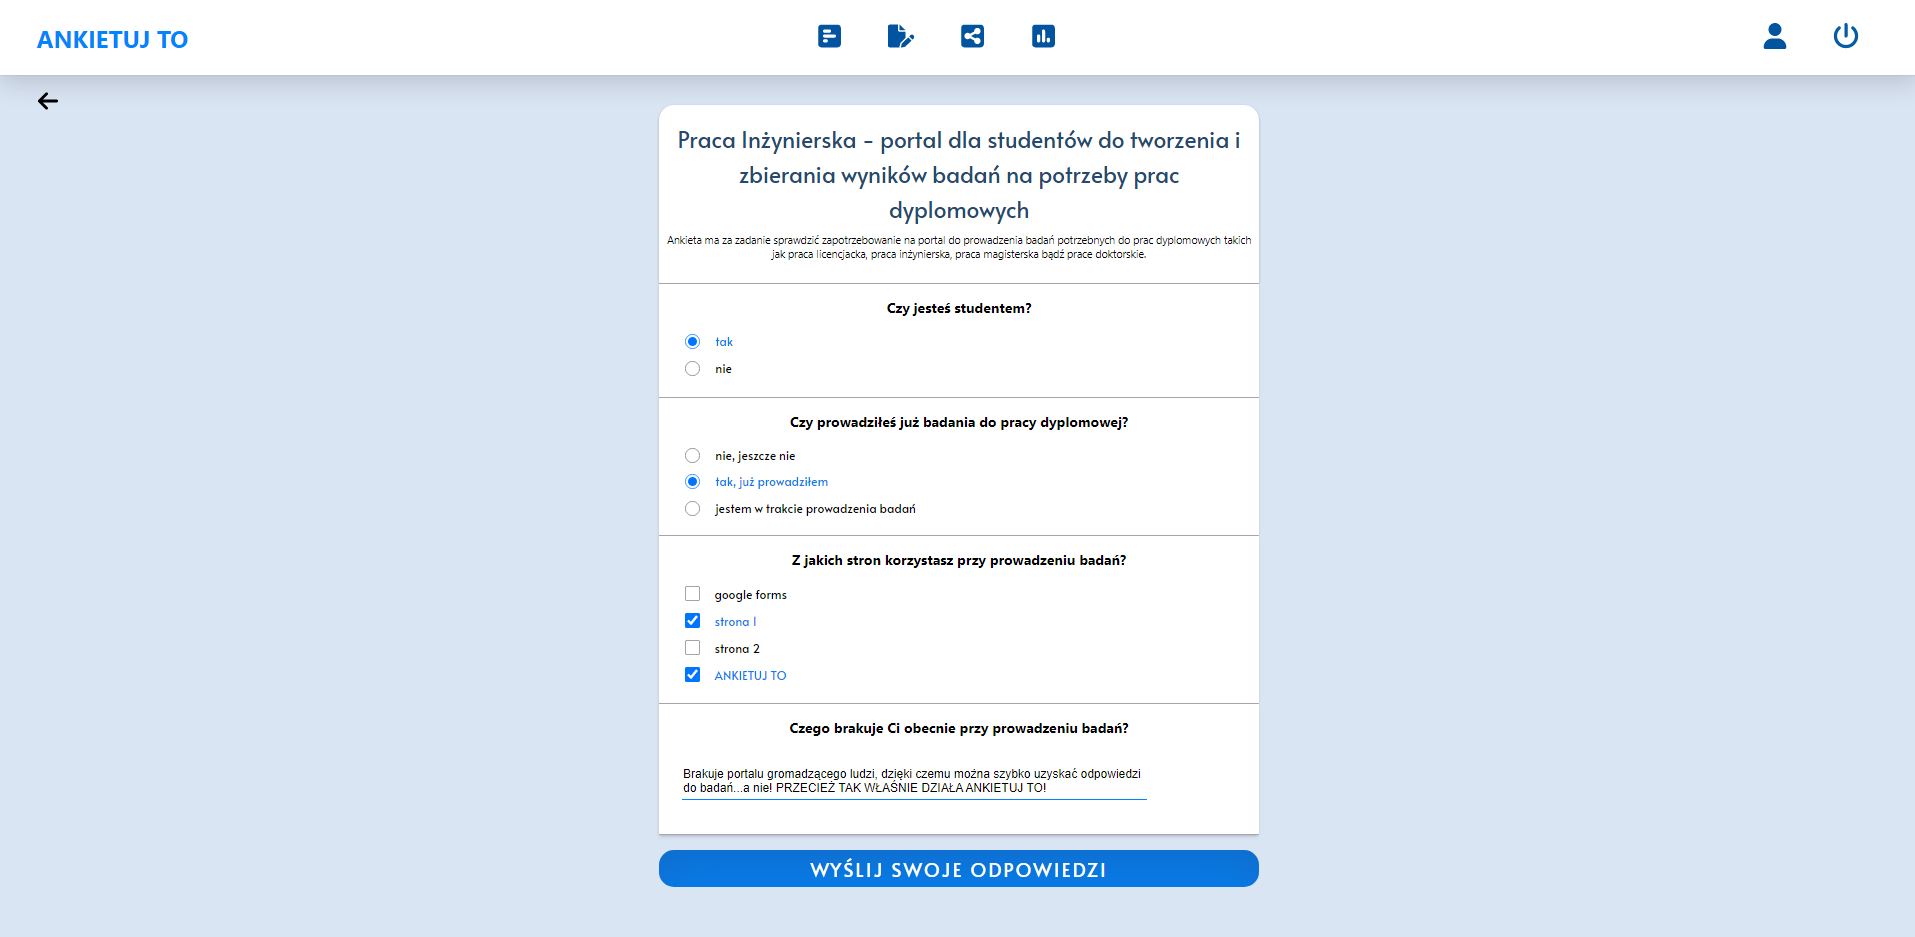 ANKIETUJ TO
Praca Inżynierska - portal dla studentów do tworzenia i
zbierania wyników badań na potrzeby prac
dyplomowych
Ankieta ma za zadanie sprawdzić zapotrzebowanie na portal do prowadzenia badań potrzebnych do prac dyplomowych takich
jak praca licencjacka, praca inżynierska, praca magisterska bądź prace doktorskie.
Czy jesteś studentem?
tak
nie
Czy prowadziłeś już badania do pracy dyplomowej?
nie, jeszcze nie
tak, już prowadziłem
jestem w trakcie prowadzenia badań
Z jakich stron korzystasz przy prowadzeniu badań?
google forms
strona 1
strona 2
ANKIETUJ TO
Czego brakuje Ci obecnie przy prowadzeniu badań?
Brakuje portalu gromadzącego ludzi, dzięki czemu można szybko uzyskać odpowiedzi
do badań...a nie! PRZECIEŻ TAK WŁAŚNIE DZIAŁA ANKIETUJ TO!
WYŚLIJ SWOJE ODPOWIEDZI